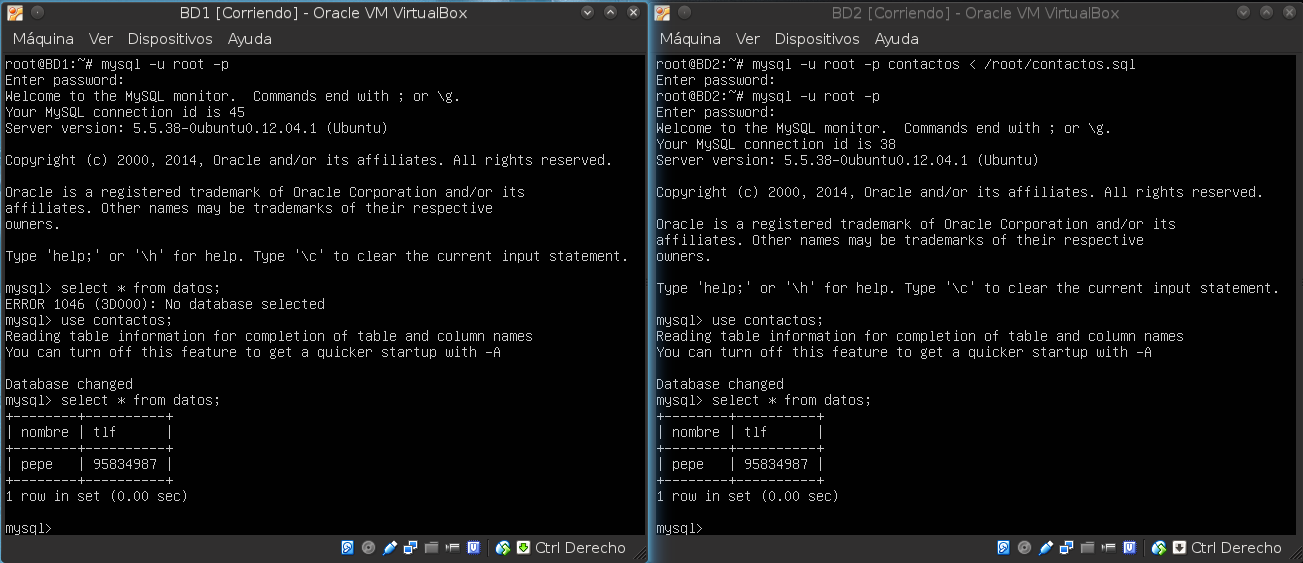 BD1 [Corriendo] - Oracle VM VirtualBox
Máquina Ver Dispositivos Ayuda
root@BD1:~# mysql -u root -p
Enter password:
Welcome to the MySQL monitor.  Commands end with ; or \g.
Your MySQL connection id is 45
Server version: 5.5.38-0ubuntu0.12.04.1 (Ubuntu)
Copyright (c) 2000, 2014, Oracle and/or its affiliates. All rights reserved.
Oracle is a registered trademark of Oracle Corporation and/or its
affiliates. Other names may be trademarks of their respective
owners.
Type 'help;' or '\h' for help. Type '\c' to clear the current input statement.
mysql> select * from datos;
ERROR 1046 (3D000): No database selected
mysql> use contactos;
Reading table information for completion of table and column names
You can turn off this feature to get a quicker startup with -A
Database changed
mysql> select * from datos;
+--------+----------+
| nombre | tlf      |
+--------+----------+
| pepe   | 95834987 |
+--------+----------+
1 row in set (0.00 sec)
mysql>
Ctrl Derecho
BD2 [Corriendo] - Oracle VM VirtualBox
Máquina Ver Dispositivos Ayuda
root@BD2:~# mysql -u root -p contactos < /root/contactos.sql
Enter password:
root@BD2:~# mysql -u root -p
Enter password:
Welcome to the MySQL monitor.  Commands end with ; or \g.
Your MySQL connection id is 38
Server version: 5.5.38-0ubuntu0.12.04.1 (Ubuntu)
Copyright (c) 2000, 2014, Oracle and/or its affiliates. All rights reserved.
Oracle is a registered trademark of Oracle Corporation and/or its
affiliates. Other names may be trademarks of their respective
owners.
Type 'help;' or '\h' for help. Type '\c' to clear the current input statement.
mysql> use contactos;
Reading table information for completion of table and column names
You can turn off this feature to get a quicker startup with -A
Database changed
mysql> select * from datos;
+--------+----------+
| nombre | tlf      |
+--------+----------+
| pepe   | 95834987 |
+--------+----------+
1 row in set (0.00 sec)
mysql>
Ctrl Derecho